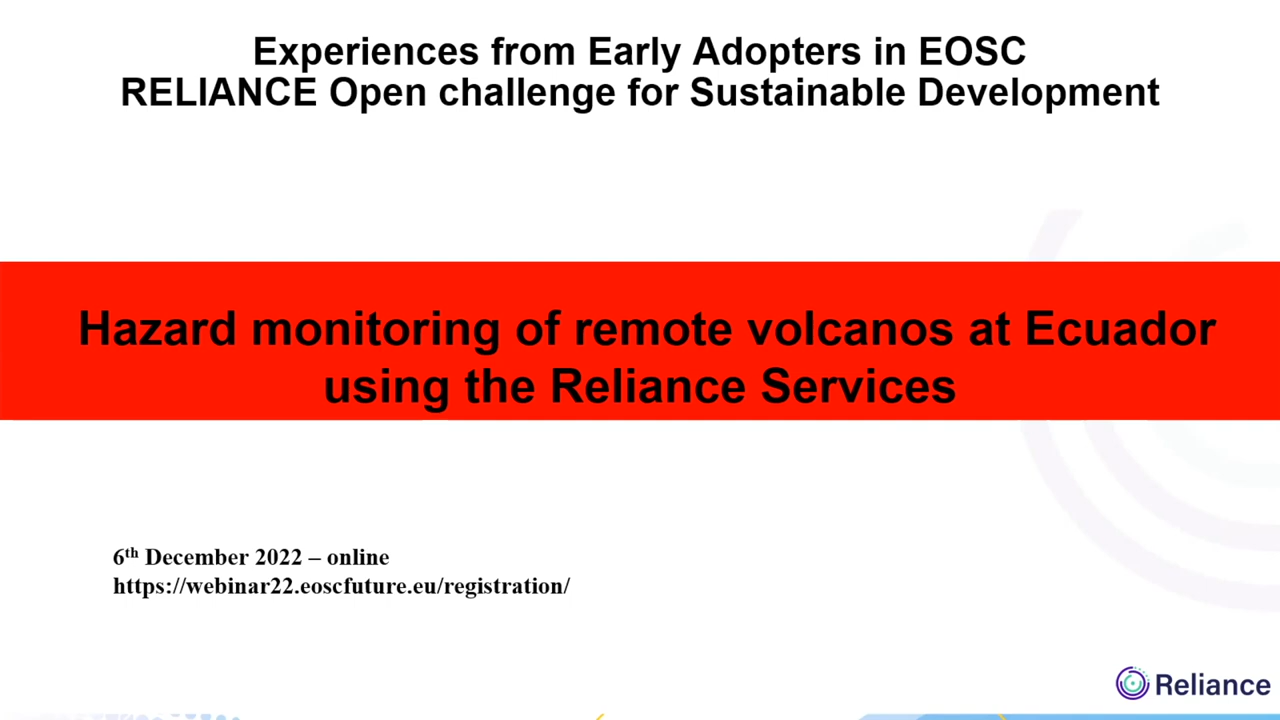 Experiences from Early Adopters in EOSC
RELIANCE Open challenge for Sustainable Development
Hazard monitoring of remote volcanos at Ecuador
using the Reliance Services
6th December 2022 – online
https://webinar22.eoscfuture.eu/registration/
Reliance